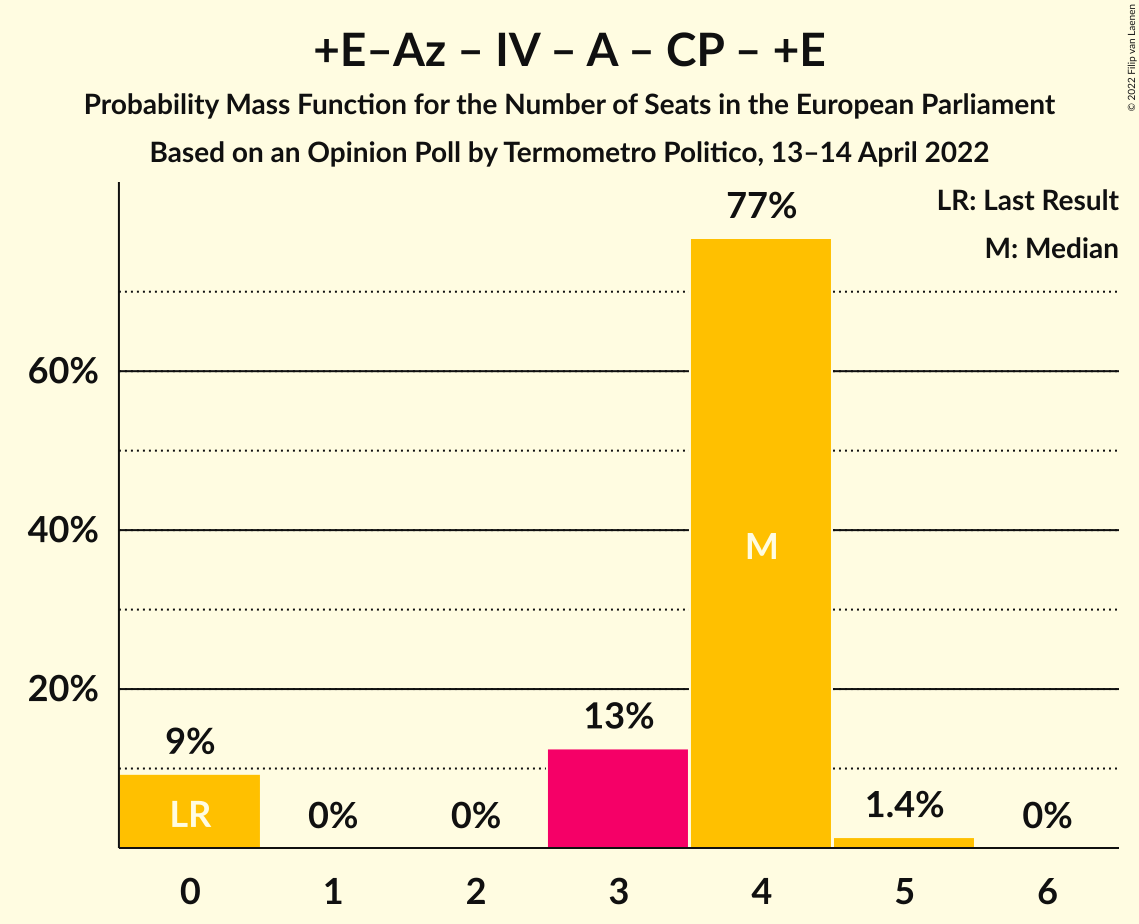 +E–Az – IV – A – CP – +E
Probability Mass Function for the Number of Seats in the European Parliament
Based on an Opinion Poll by Termometro Politico, 13–14 April 2022
© 2022 Filip van Laenen
LR: Last Result
M: Median
77%
60%
40%
M
20%
13%
9%
1.4%
LR
0%
0%
0%
0 1 2 3 4 5 6